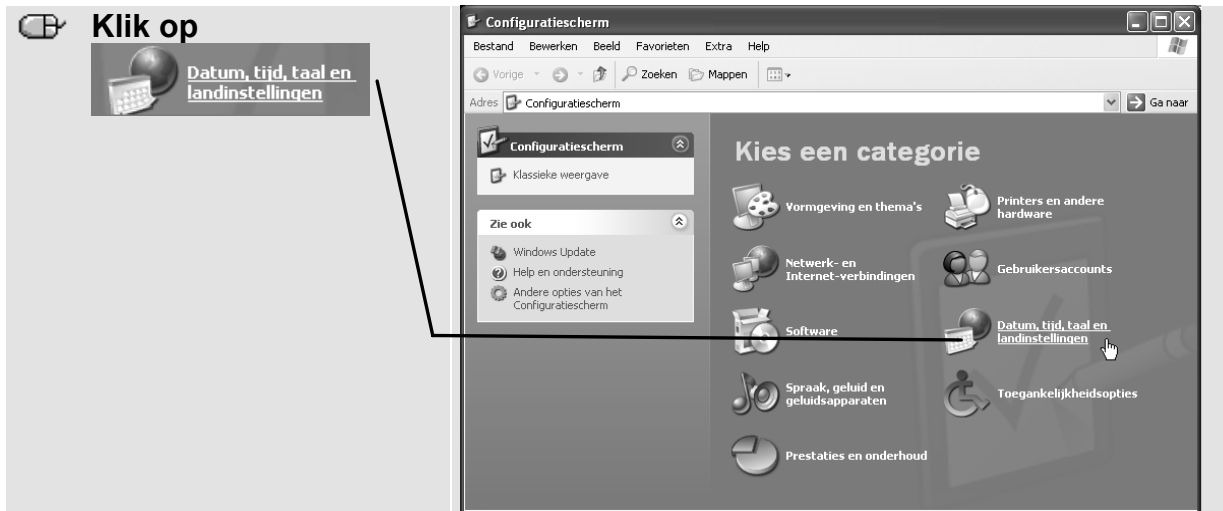 Klik op
Datum, tijd, taal en
landinstellingen
Configuratiescherm
Bestand Bewerken Beeld Favorieten Extra Help
Vorige Zoeken Mappen
Adres Configuratiescherm Ga naar
Configuratiescherm
Klassieke weergave
Zie ook
Windows Update
Help en ondersteuning
Andere opties van het
Configuratiescherm
Kies een categorie
Vormgeving en thema's
Printers en andere
hardware
Netwerk- en
Internet-verbindingen
Gebruikersaccounts
Software
Datum, tijd, taal en
landinstellingen
Spraak, geluid en
geluidsapparaten
Toegankelijkheidsopties
Prestaties en onderhoud